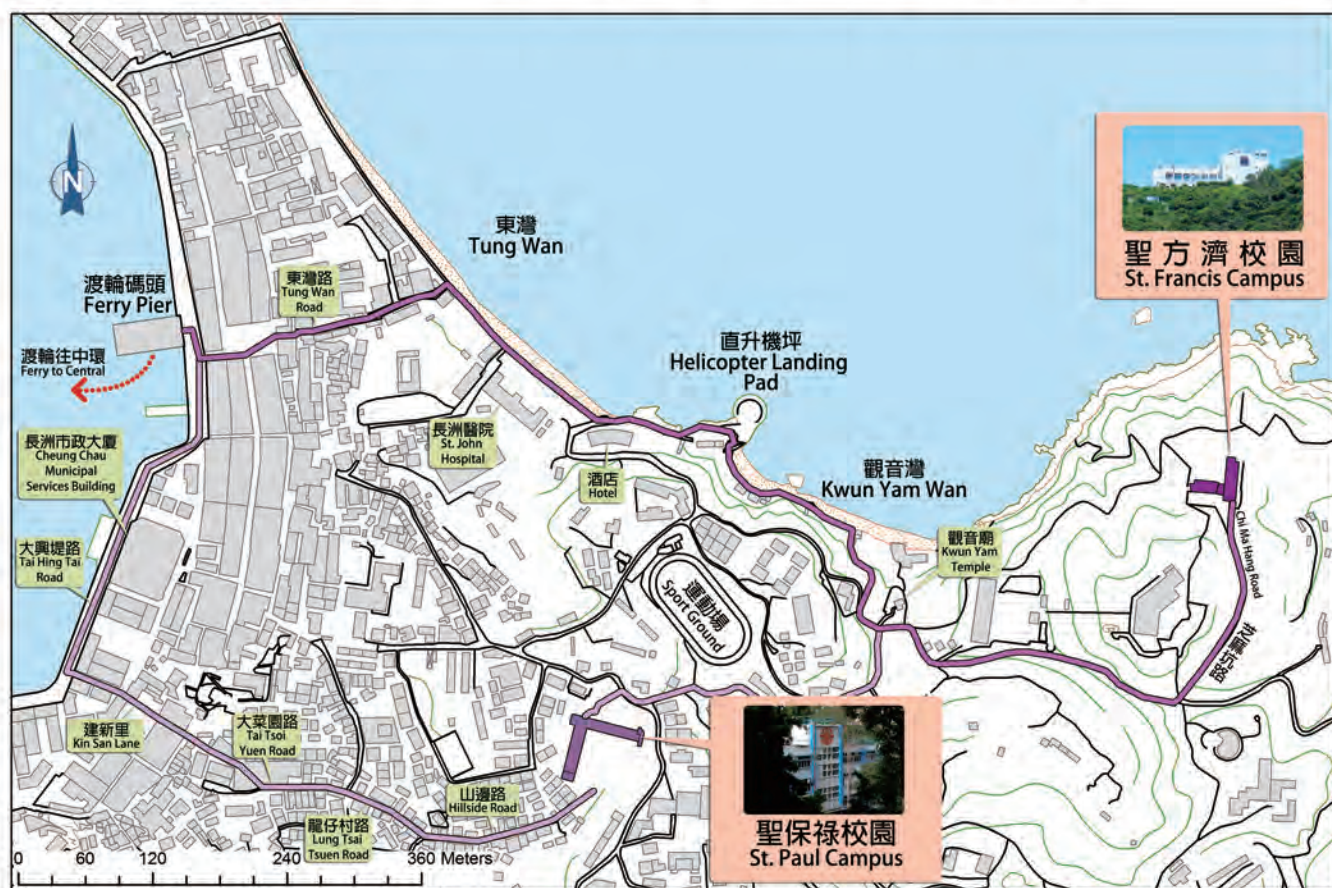 N
東灣
Tung Wan
聖方濟校園
St. Francis Campus
渡輪碼頭
Ferry Pier
東灣路
Tung Wan
Road
渡輪往中環
Ferry to Central
直升機坪
Helicopter Landing
Pad
長洲市政大廈
Cheung Chau
Municipal
Services Building
長洲醫院
St. John
Hospital
酒店
Hotel
觀音灣
Kwun Yam Wan
觀音廟
Kwun Yam
Temple
大興堤路
Tai Hing Tai
Road
運動場
Sport Ground
Chi Ma Hang Road
芝麻坑路
建新里
Kin San Lane
大菜園路
Tai Tsoi
Yuen Road
山邊路
Hillside Road
龍仔村路
Lung Tsai
Tsuen Road
聖保祿校園
St. Paul Campus
0 60 120 240 360 Meters